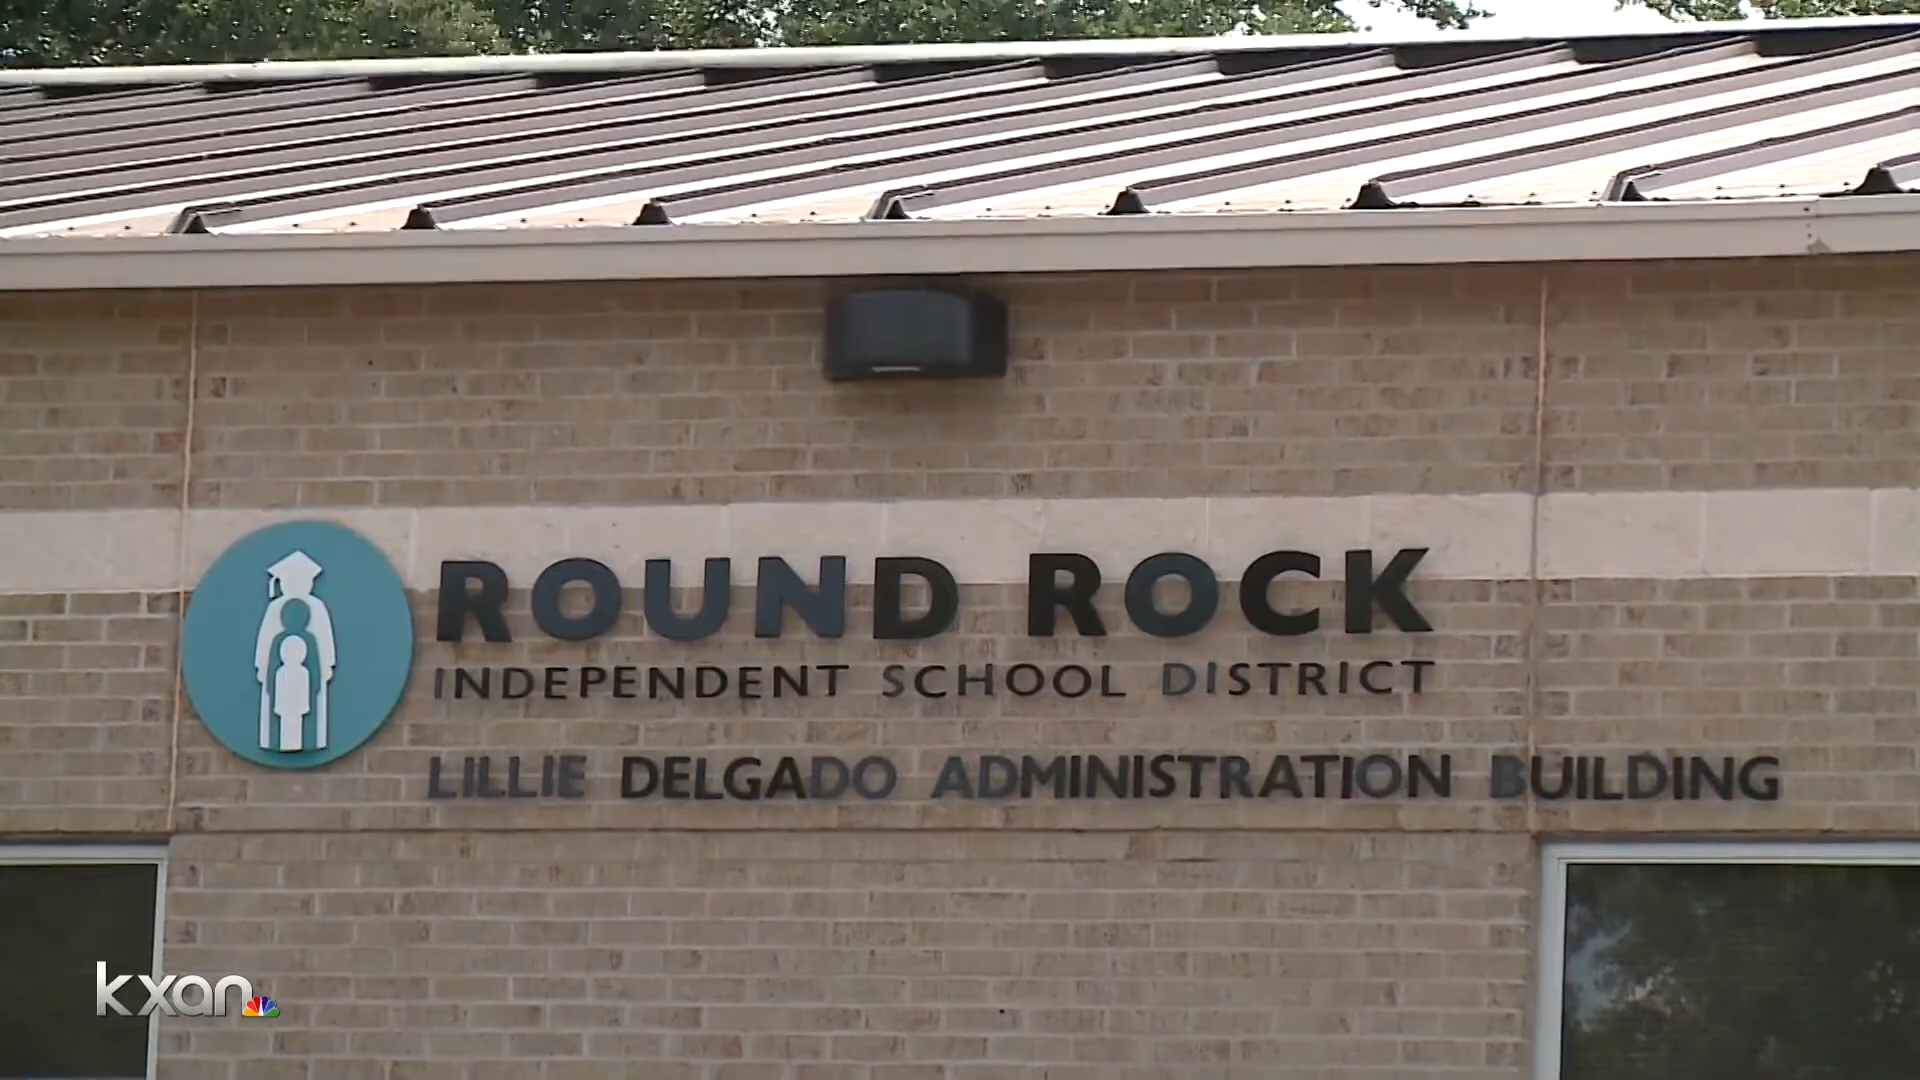 ROUND ROCK
INDEPENDENT SCHOOL DISTRICT
LILLIE DELGADO ADMINISTRATION BUILDING
kxan